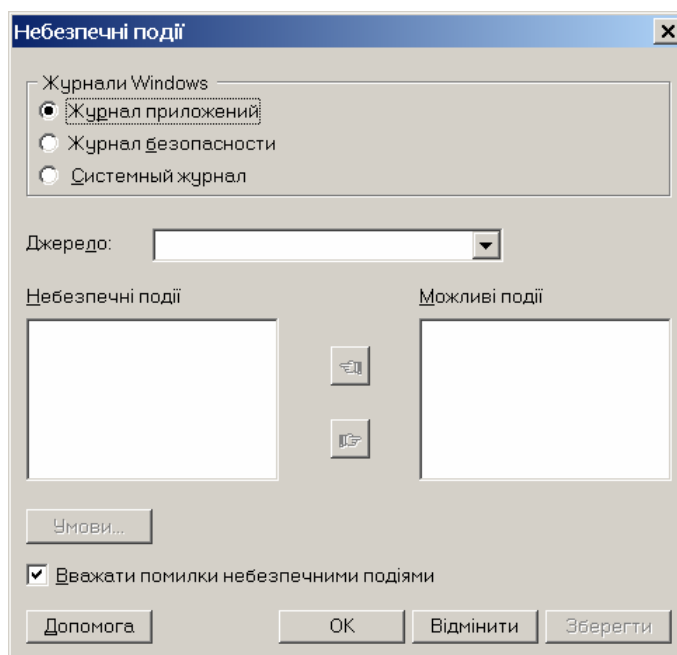 Небезпечні події
Журнали Windows
Журнал приложений
Журнал безопасности
Системный журнал
Джерело:
Небезпечні події
Можливі події
Умови...
Вважати помилки небезпечними подіями
Допомога
OK
Відмінити
Зберегти